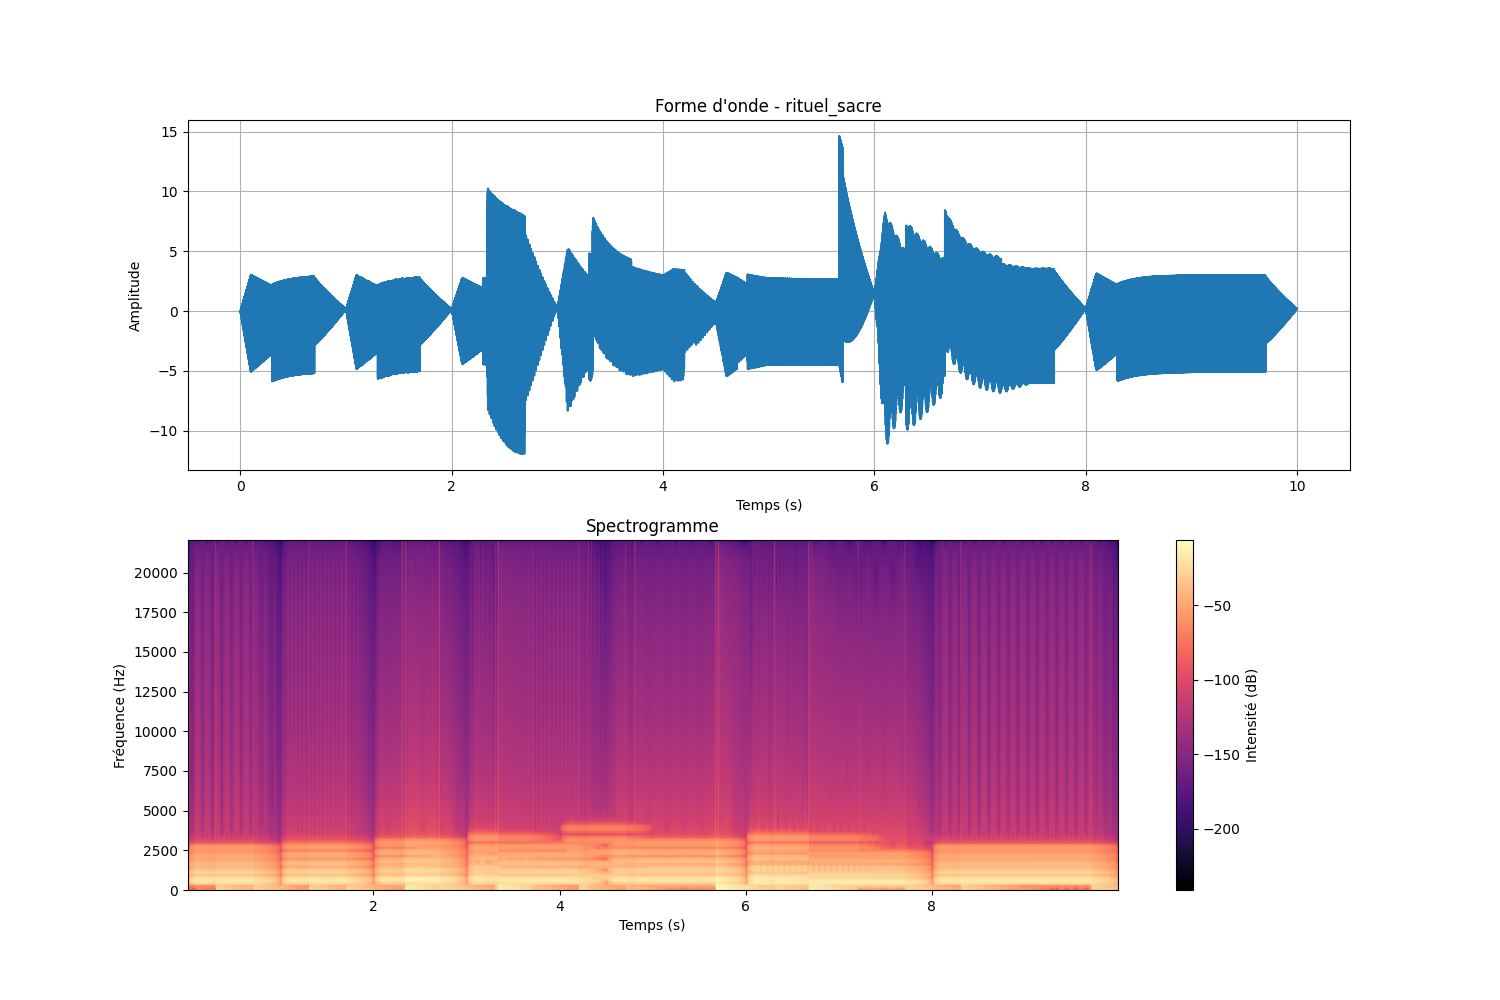 Forme d'onde - rituel_sacre
15
10
5
0
−5
−10
Amplitude
0 2 4 6 8 10
Temps (s)
Spectrogramme
20000
17500
15000
12500
10000
7500
5000
2500
0
Fréquence (Hz)
2 4 6 8
Temps (s)
−50
−100
−150
−200
Intensité (dB)